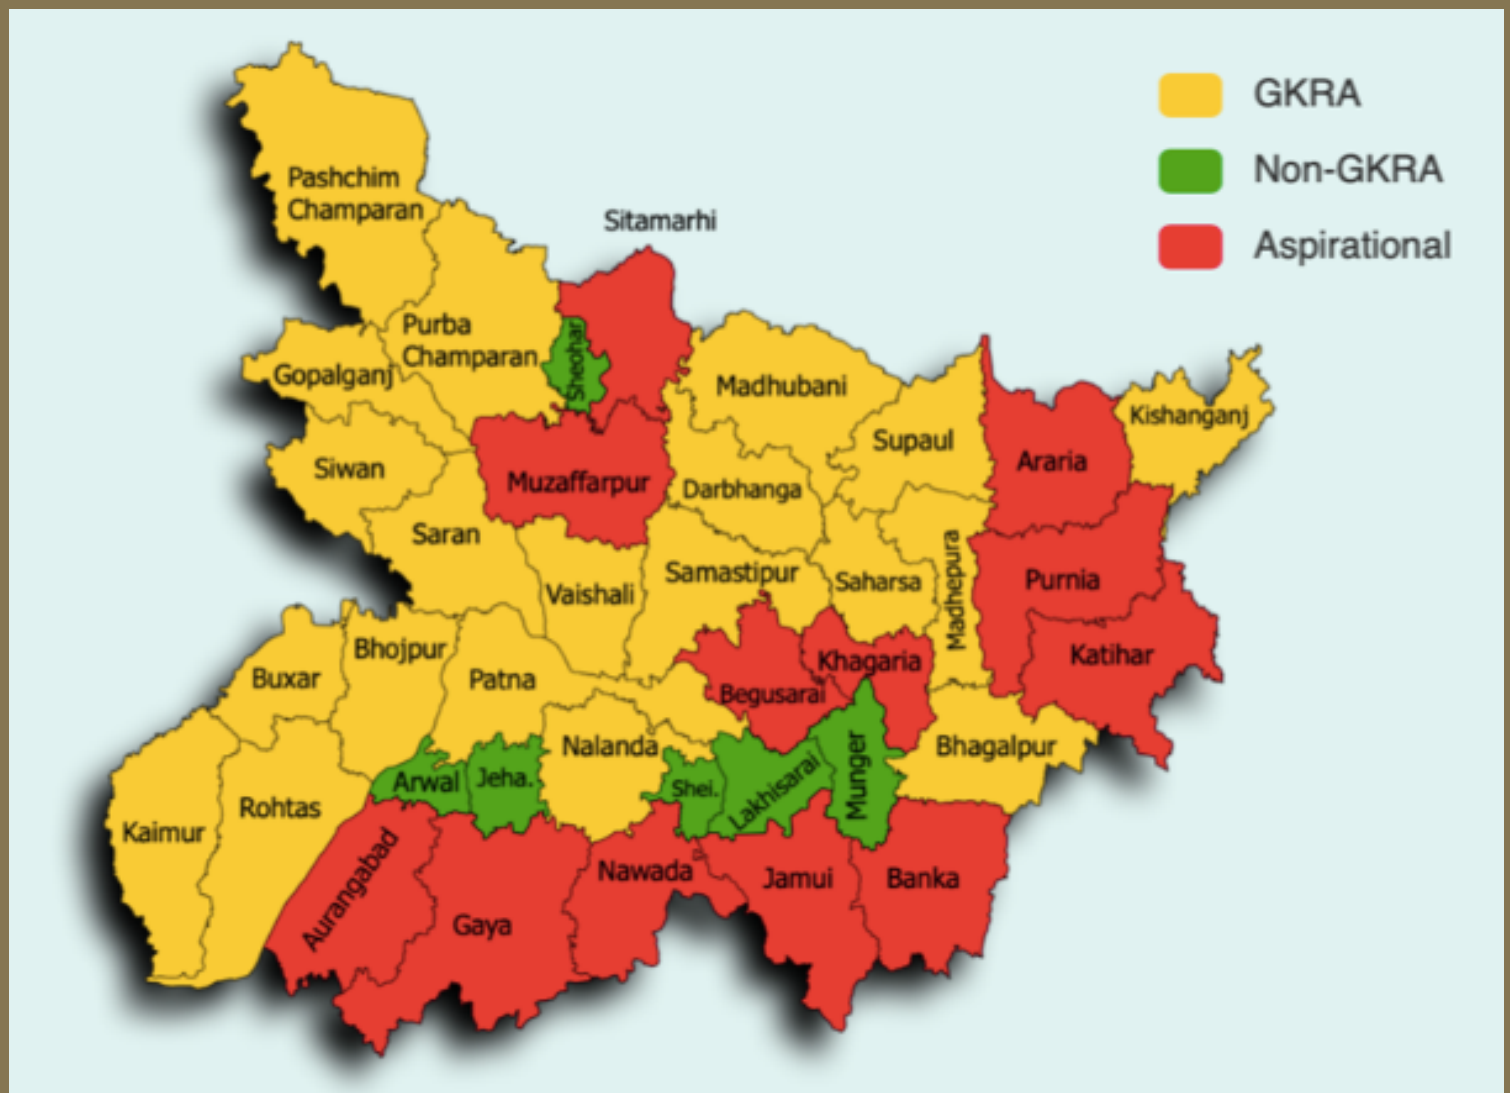 GKRA
Non-GKRA
Aspirational
Sitamarhi
Pashchim
Champaran
Purba
Champaran
Sheohar
Gopalganj
Madhubani
Kishanganj
Supaul
Araria
Siwan
Muzaffarpur
Darbhanga
Saran
Vaishali
Samastipur
Saharsa
Madhepura
Purnia
Katihar
Bhojpur
Buxar
Patna
Khagaria
Begusarai
Nalanda
Bhagalpur
Arwal
Jeha.
Shei.
Lakhisarai
Munger
Kaimur
Rohtas
Aurangabad
Gaya
Nawada
Jamui
Banka